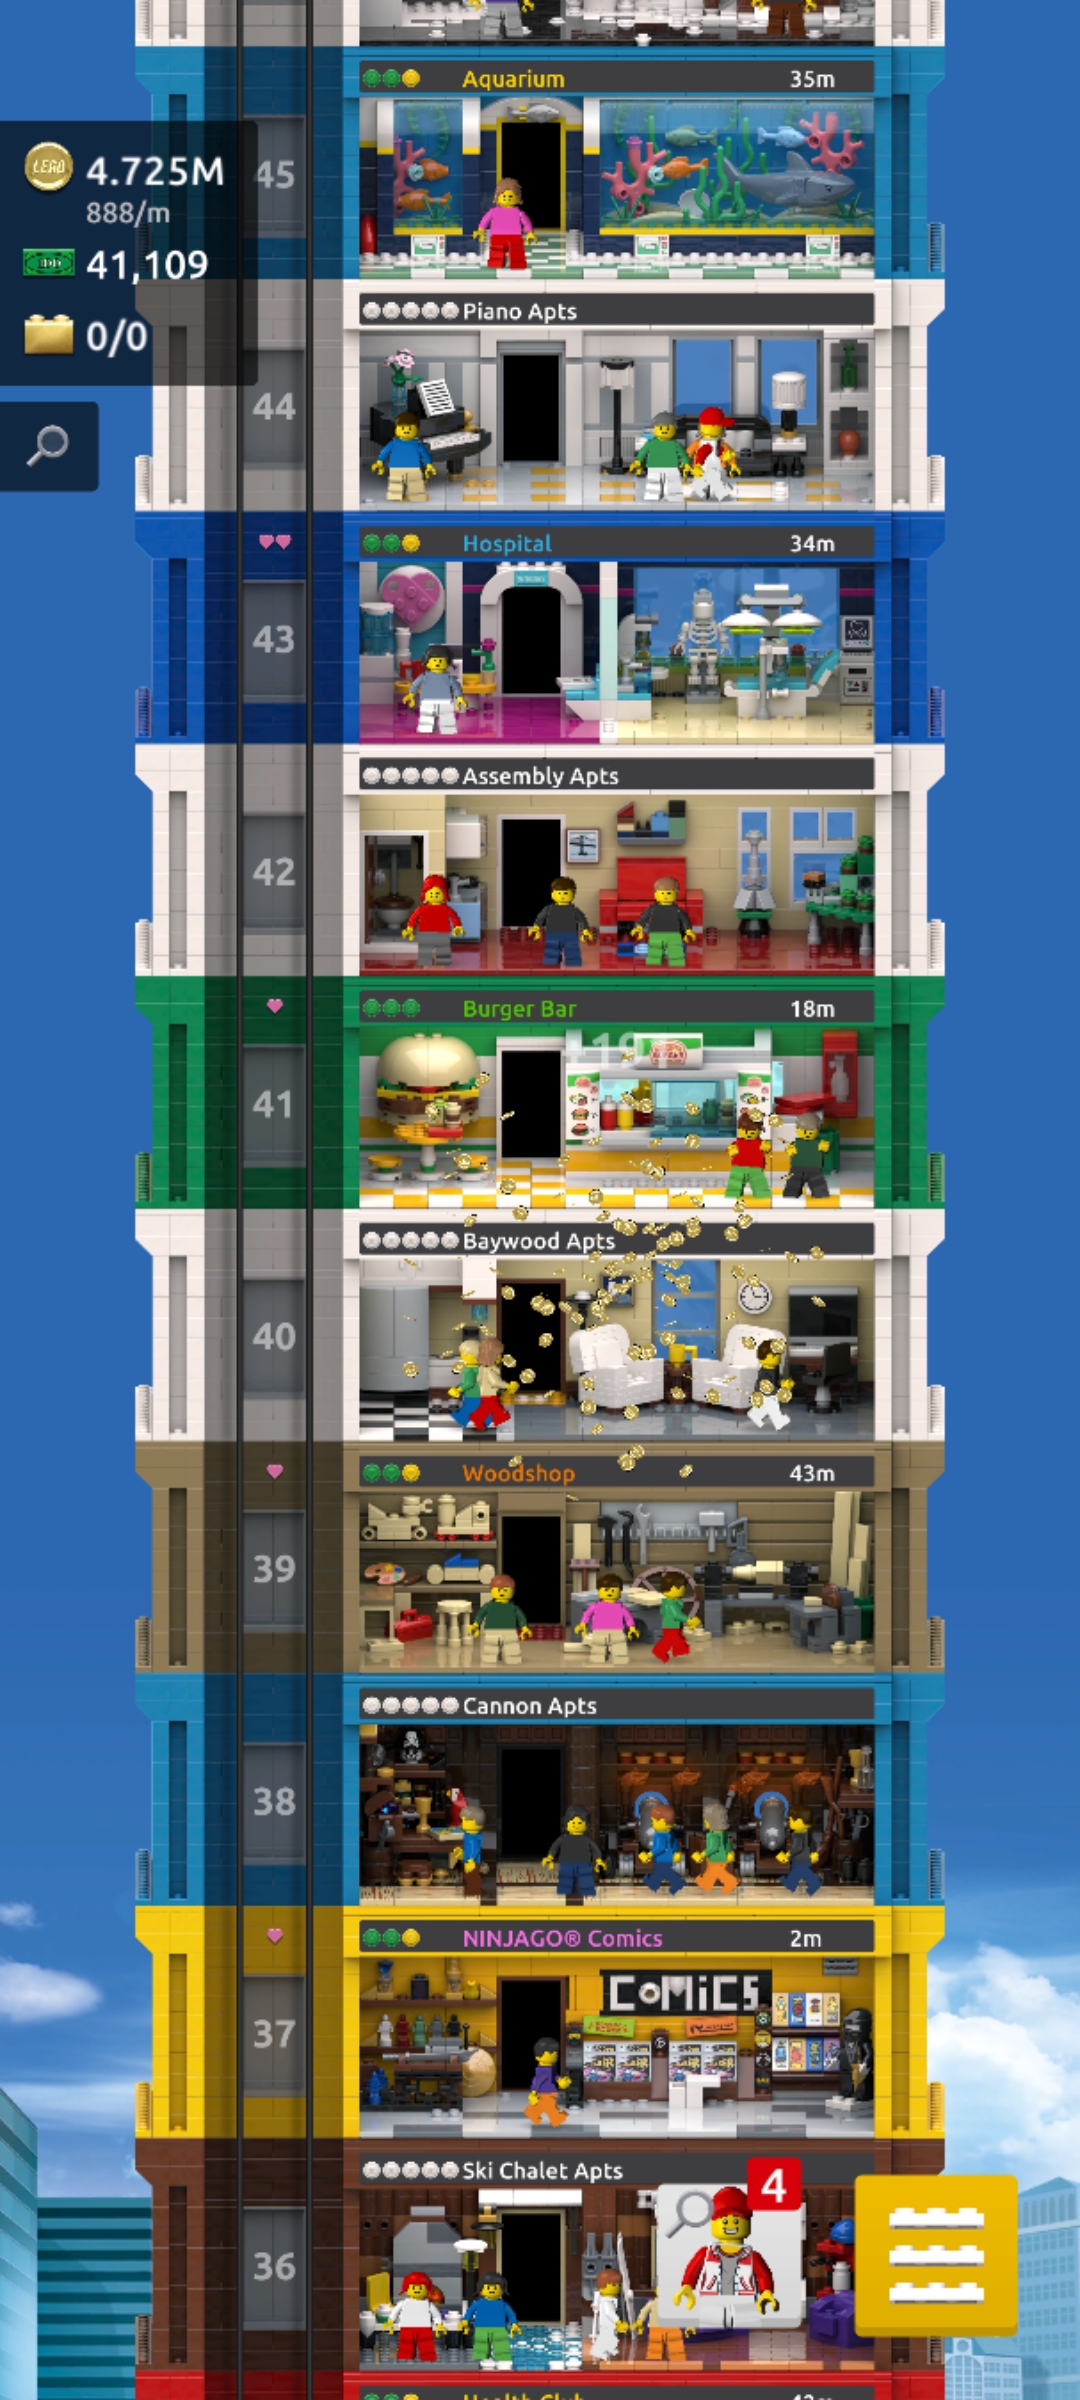 Aquarium 35m
LEGO 4.725M
888/m
41,109
0/0
45
Piano Apts
44
Hospital 34m
43
Assembly Apts
42
Burger Bar 18m
41
Baywood Apts
40
Woodshop 43m
39
Cannon Apts
38
NINJAGO® Comics 2m
COMiCS
37
Ski Chalet Apts
4
36
Health Club